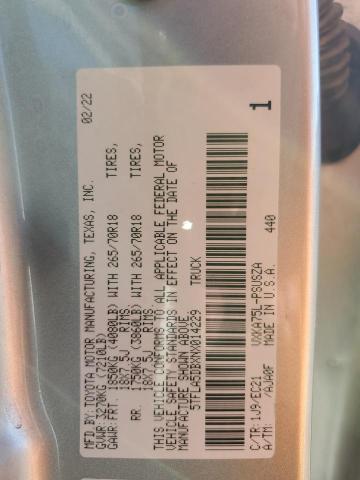 MFD.BY:TOYOTA MOTOR MANUFACTURING, TEXAS, INC. 02/22
GVWR: 3270KG (7210LB)
GAWR: FRT. 1850KG (4080LB) WITH 265/70R18 TIRES,
18X7.5J RIMS
RR. 1750KG (3860LB) WITH 265/70R18 TIRES,
18X7.5J RIMS
THIS VEHICLE CONFORMS TO ALL APPLICABLE FEDERAL MOTOR
VEHICLE SAFETY STANDARDS IN EFFECT ON THE DATE OF
MANUFACTURE SHOWN ABOVE.
5TFLA5DBXNX014229 TRUCK
1
440
C/TR: 1J9/EC21 VXKA75L-PSUSZA
A/TM: /AJA0F MADE IN U.S.A.